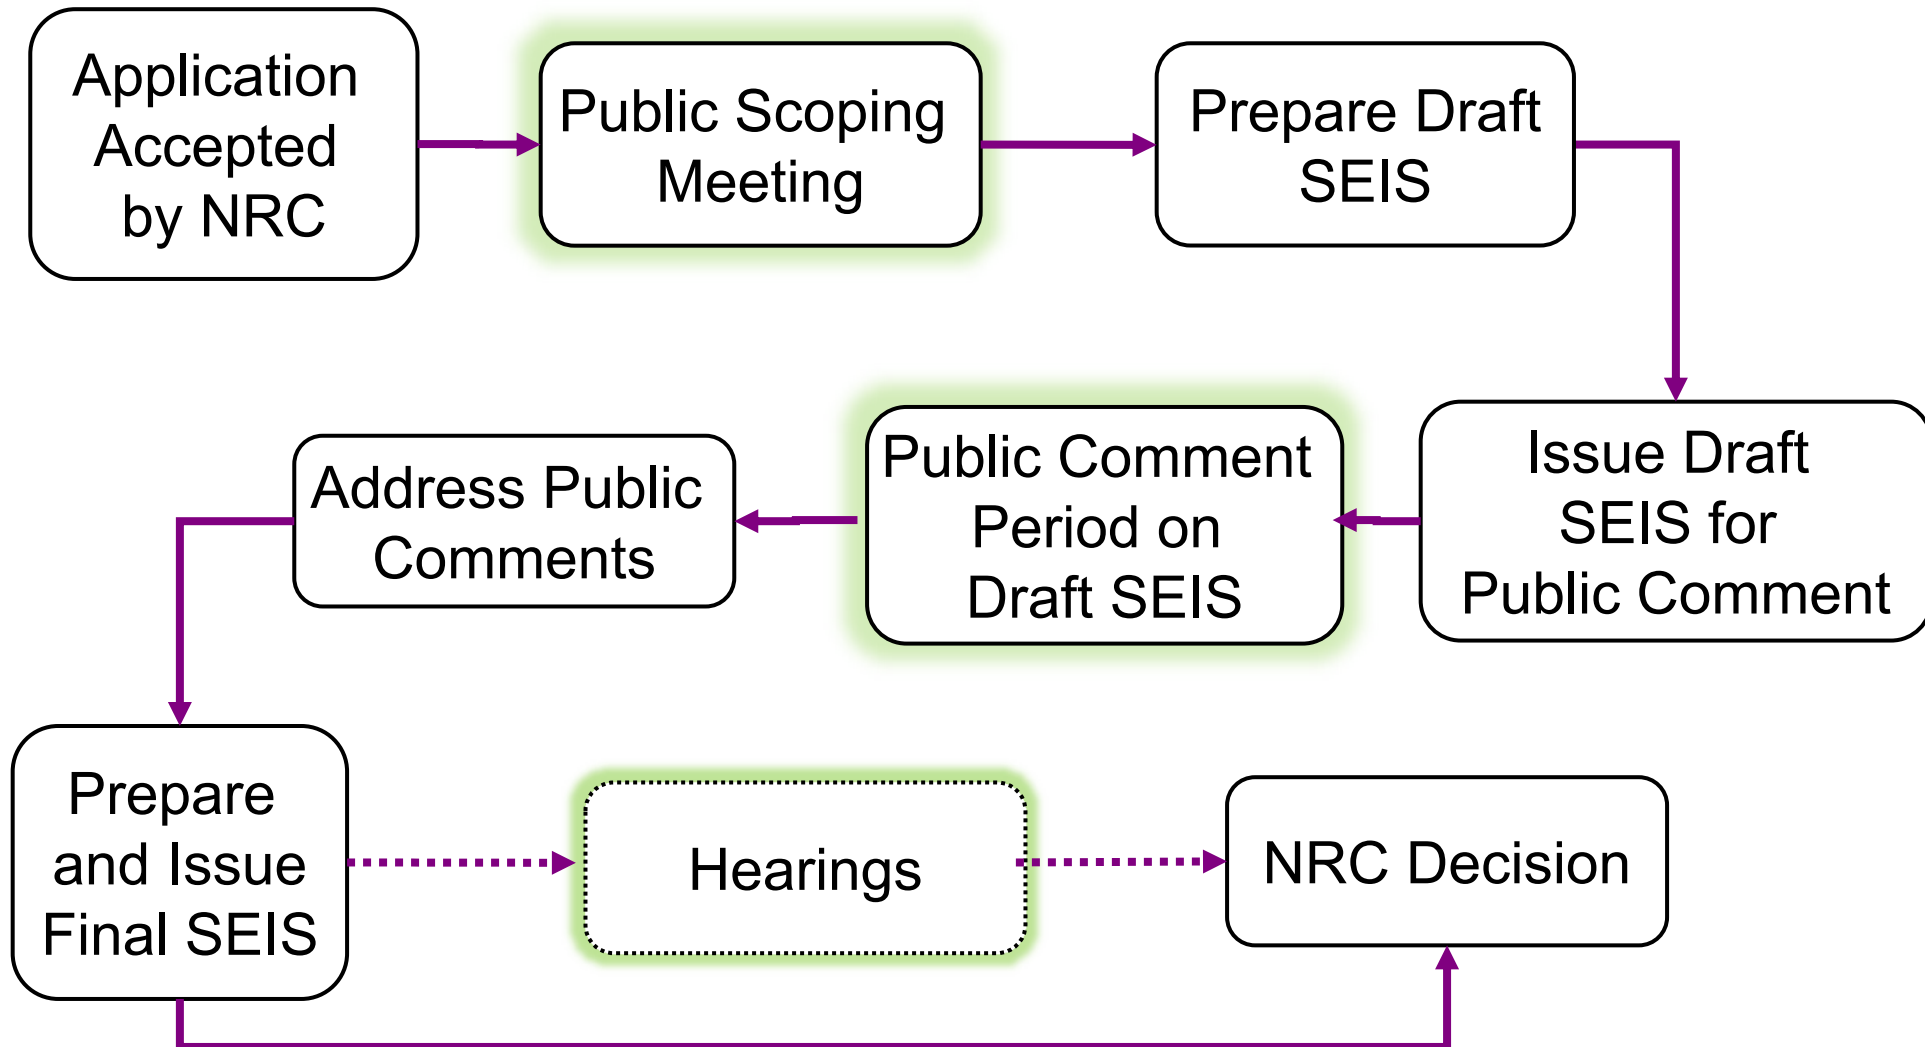 Application
Accepted
by NRC
Public Scoping
Meeting
Prepare Draft
SEIS
Issue Draft
SEIS for
Public Comment
Public Comment
Period on
Draft SEIS
Address Public
Comments
Prepare
and Issue
Final SEIS
Hearings
NRC Decision